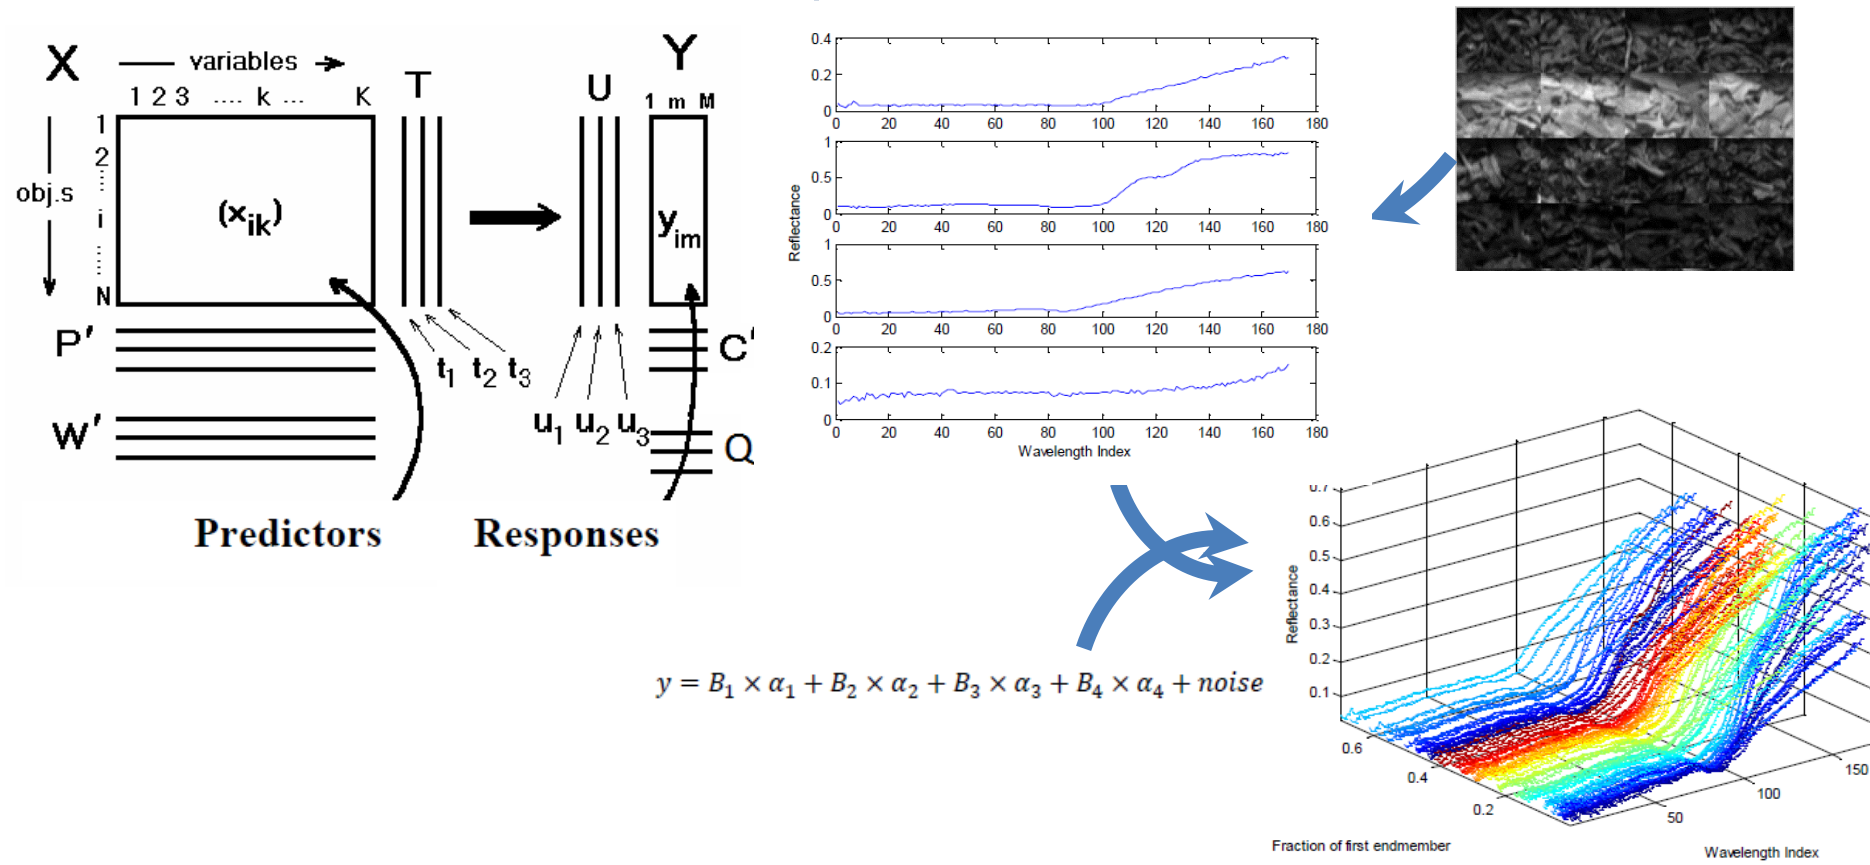 X
variables
1 2 3 .... k ... K
T
U
Y
1 m M
1
2
obj.s
i
N
(x_ik)
y_im
P'
C'
t1 t2 t3
W'
u1 u2 u3
Q
Predictors
Responses
0.4
0.2
0
0 20 40 60 80 100 120 140 160 180
1
0.5
0
0 20 40 60 80 100 120 140 160 180
Reflectance
1
0.5
0
0 20 40 60 80 100 120 140 160 180
0.2
0.1
0
0 20 40 60 80 100 120 140 160 180
Wavelength Index
y = B1 × α1 + B2 × α2 + B3 × α3 + B4 × α4 + noise
0.7
0.6
0.5
0.4
0.3
0.2
0.1
Reflectance
0.6
0.4
0.2
50
100
150
Fraction of first endmember
Wavelength Index